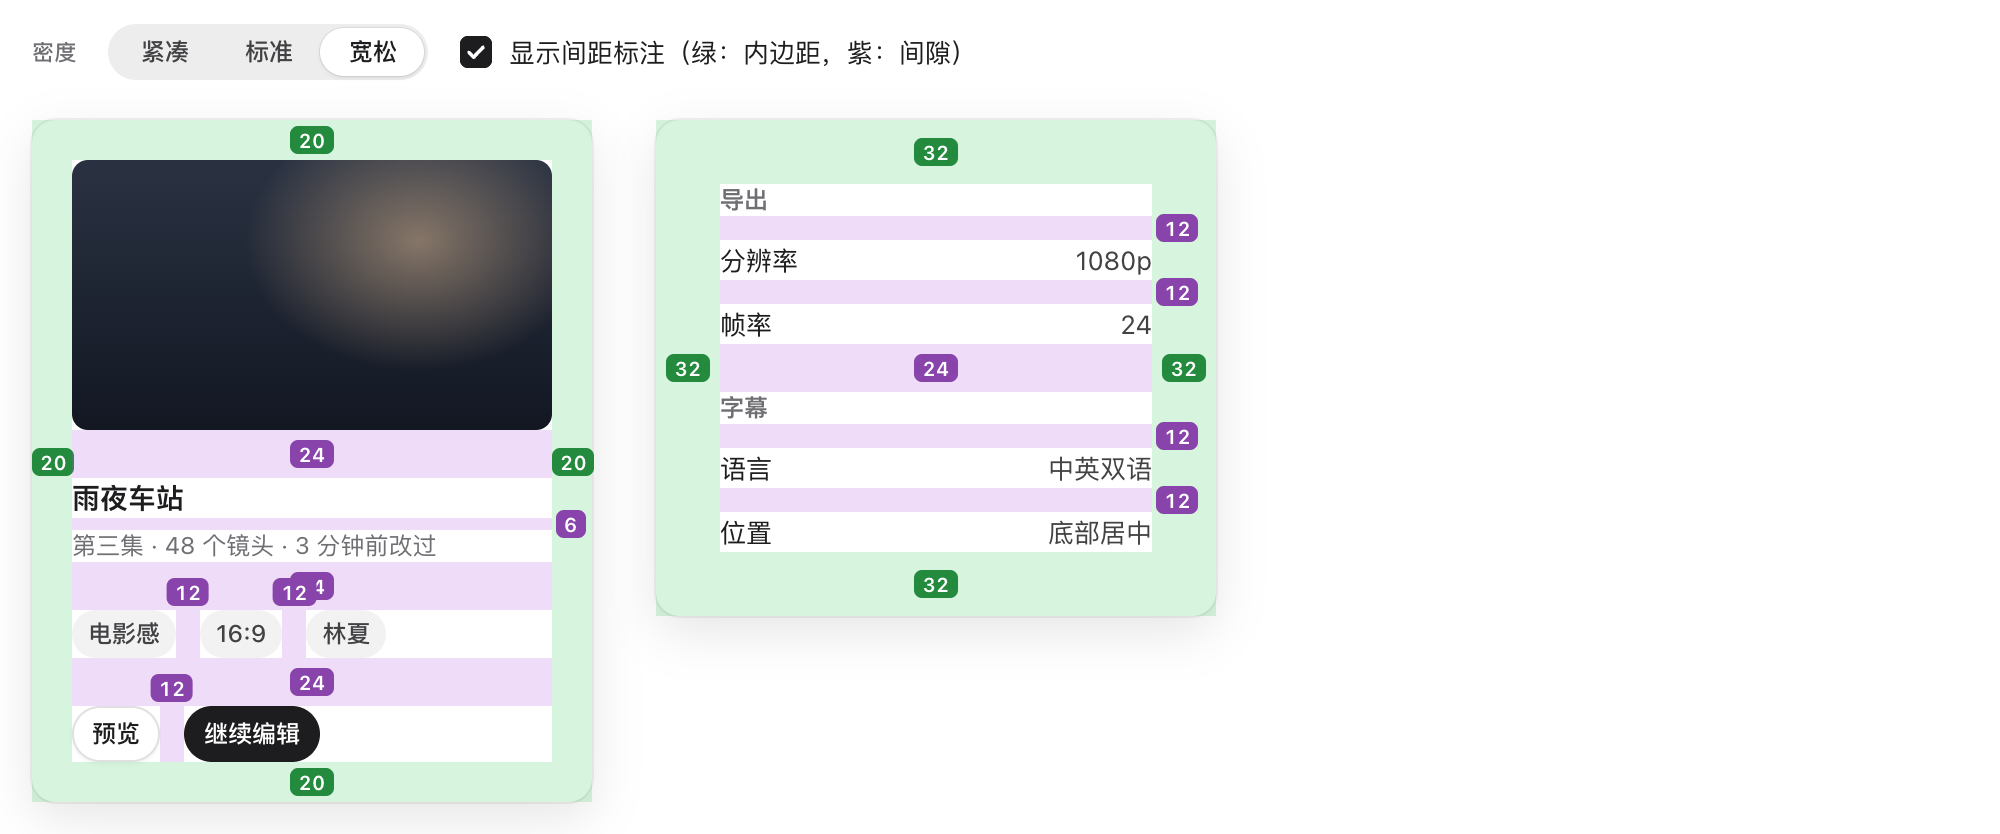 密度 紧凑 标准 宽松 显示间距标注（绿：内边距，紫：间隙）
20
24
20 20
雨夜车站
6
第三集 · 48 个镜头 · 3 分钟前改过
12 12 4
电影感 16:9 林夏
12 24
预览 继续编辑
20
32
导出
12
分辨率 1080p
12
帧率 24
32 24 32
字幕
12
语言 中英双语
12
位置 底部居中
32